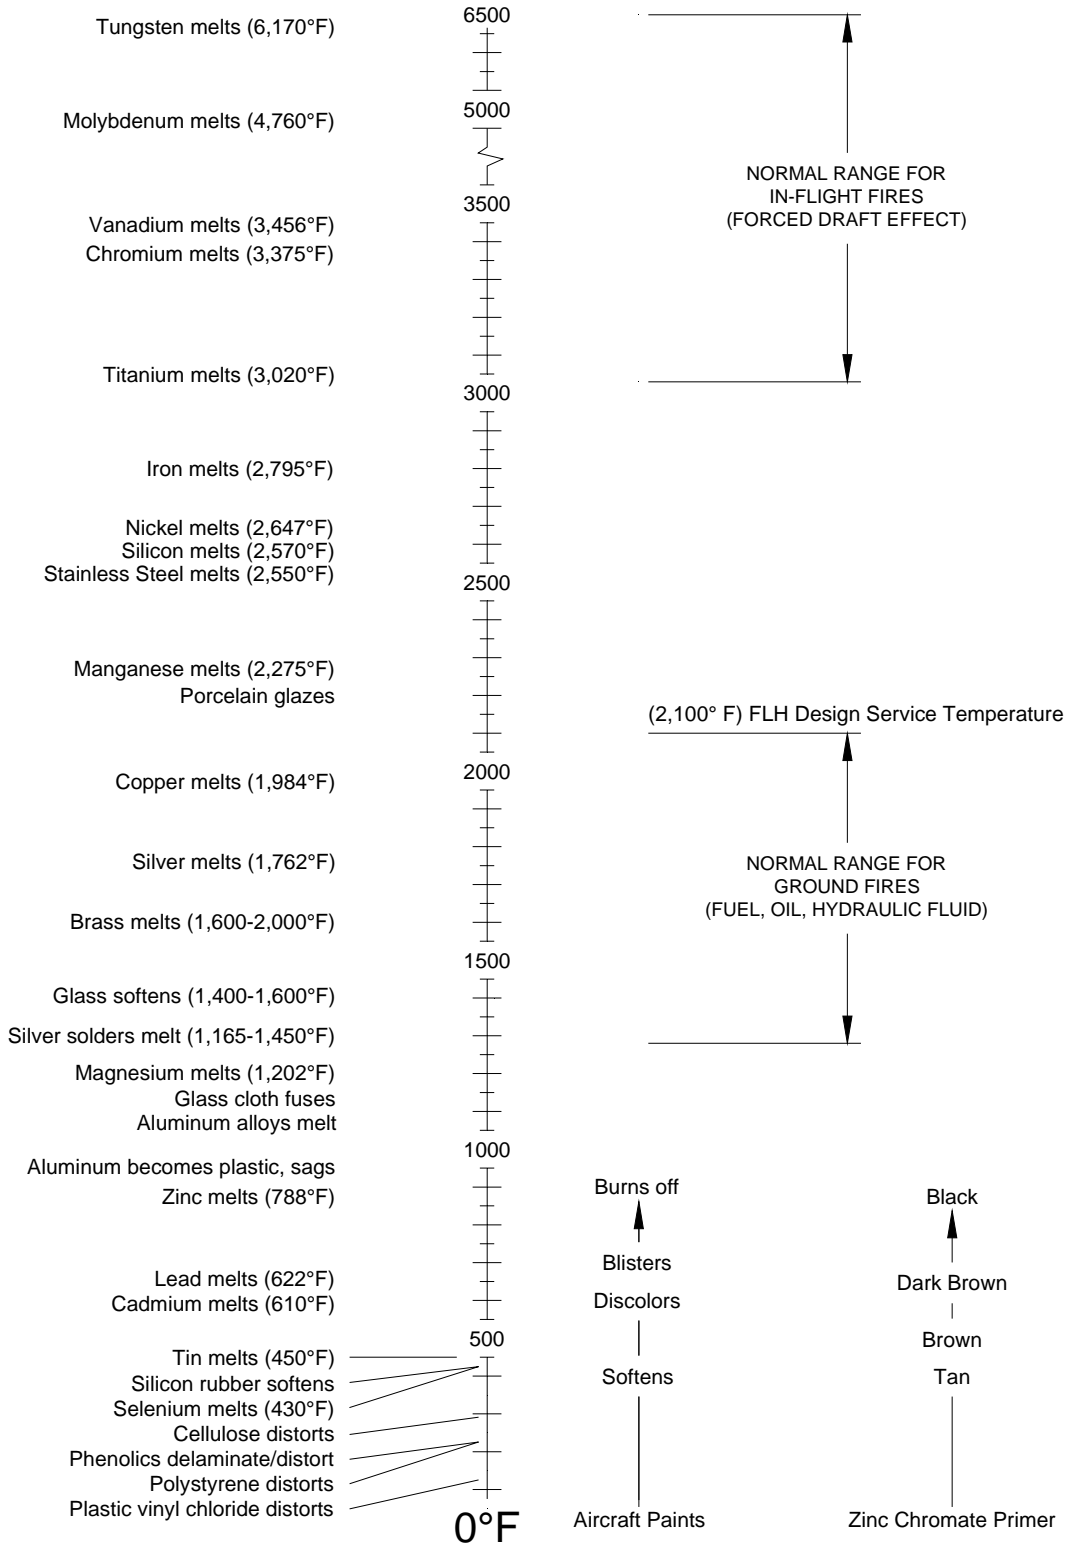 6500
Tungsten melts (6,170°F)
5000
Molybdenum melts (4,760°F)
NORMAL RANGE FOR
IN-FLIGHT FIRES
(FORCED DRAFT EFFECT)
3500
Vanadium melts (3,456°F)
Chromium melts (3,375°F)
Titanium melts (3,020°F)
3000
Iron melts (2,795°F)
Nickel melts (2,647°F)
Silicon melts (2,570°F)
Stainless Steel melts (2,550°F)
2500
Manganese melts (2,275°F)
Porcelain glazes
(2,100° F) FLH Design Service Temperature
2000
Copper melts (1,984°F)
Silver melts (1,762°F)
NORMAL RANGE FOR
GROUND FIRES
(FUEL, OIL, HYDRAULIC FLUID)
Brass melts (1,600-2,000°F)
1500
Glass softens (1,400-1,600°F)
Silver solders melt (1,165-1,450°F)
Magnesium melts (1,202°F)
Glass cloth fuses
Aluminum alloys melt
1000
Aluminum becomes plastic, sags
Zinc melts (788°F)
Burns off
Black
Blisters
Lead melts (622°F)
Dark Brown
Cadmium melts (610°F)
Discolors
500
Brown
Tin melts (450°F)
Silicon rubber softens
Softens
Tan
Selenium melts (430°F)
Cellulose distorts
Phenolics delaminate/distort
Polystyrene distorts
Plastic vinyl chloride distorts
0°F
Aircraft Paints
Zinc Chromate Primer